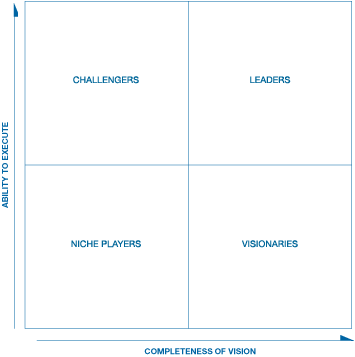 CHALLENGERS
LEADERS
ABILITY TO EXECUTE
NICHE PLAYERS
VISIONARIES
COMPLETENESS OF VISION